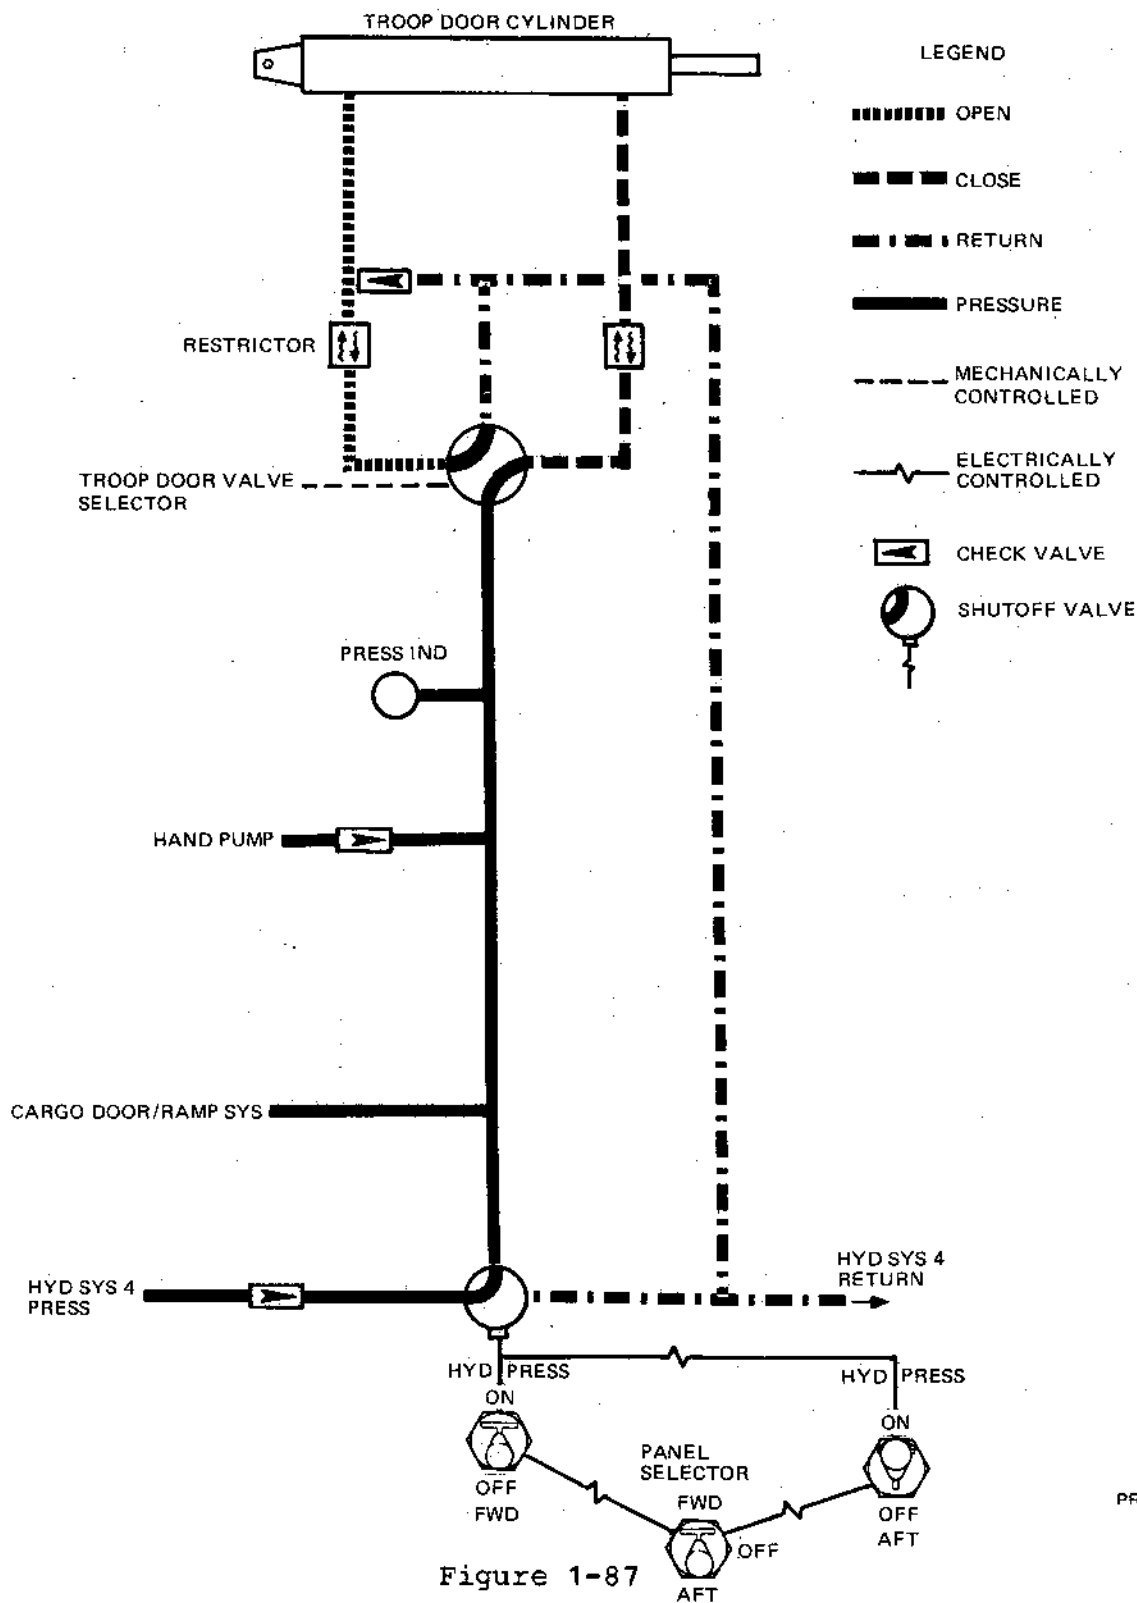 TROOP DOOR CYLINDER
LEGEND
OPEN
CLOSE
RETURN
PRESSURE
MECHANICALLY
CONTROLLED
ELECTRICALLY
CONTROLLED
CHECK VALVE
SHUTOFF VALVE
RESTRICTOR
TROOP DOOR VALVE
SELECTOR
PRESS IND
HAND PUMP
CARGO DOOR/RAMP SYS
HYD SYS 4
PRESS
HYD SYS 4
RETURN
HYD PRESS
ON
OFF
FWD
HYD PRESS
ON
OFF
AFT
PANEL
SELECTOR
FWD
OFF
AFT
PR
Figure 1-87